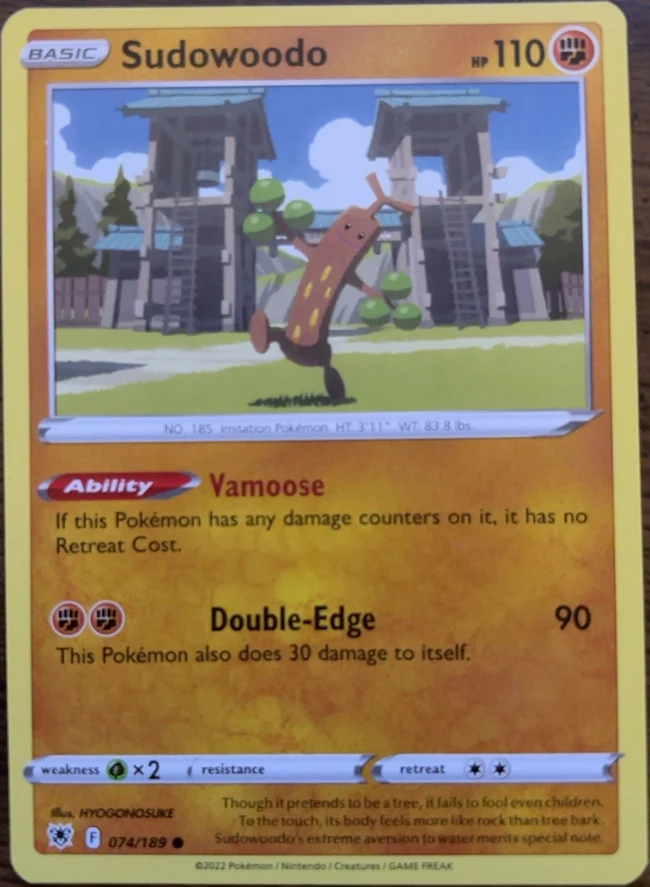 BASIC Sudowoodo HP 110
NO. 185 Imitation Pokémon HT: 3'11" WT: 83.8 lbs.
Ability Vamoose
If this Pokémon has any damage counters on it, it has no
Retreat Cost.
Double-Edge 90
This Pokémon also does 30 damage to itself.
weakness ×2 resistance retreat
Illus. HYOGONOSUKE
Though it pretends to be a tree, it fails to fool even children.
To the touch, its body feels more like rock than tree bark.
Sudowoodo's extreme aversion to water merits special note.
F 074/189
©2022 Pokémon / Nintendo / Creatures / GAME FREAK